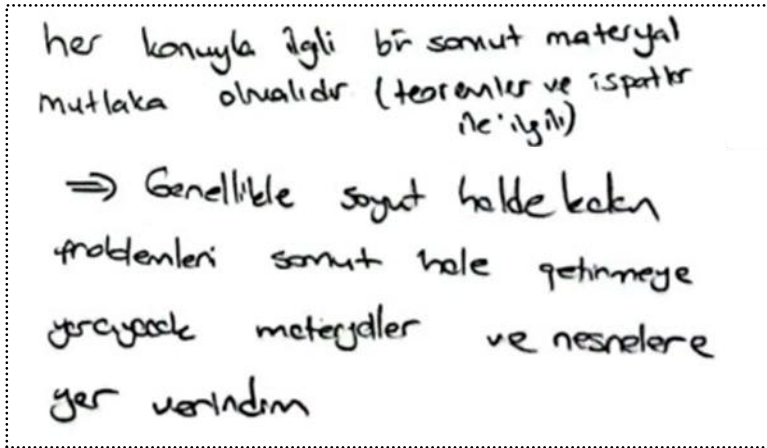 her konuyla ilgili bir somut materyal
mutlaka olmalıdır (teoremler ve ispatlar
ile ilgili)
⇒ Genellikle soyut halde kalan
problemleri somut hale getirmeye
yarayacak materyaller ve nesnelere
yer verirdim